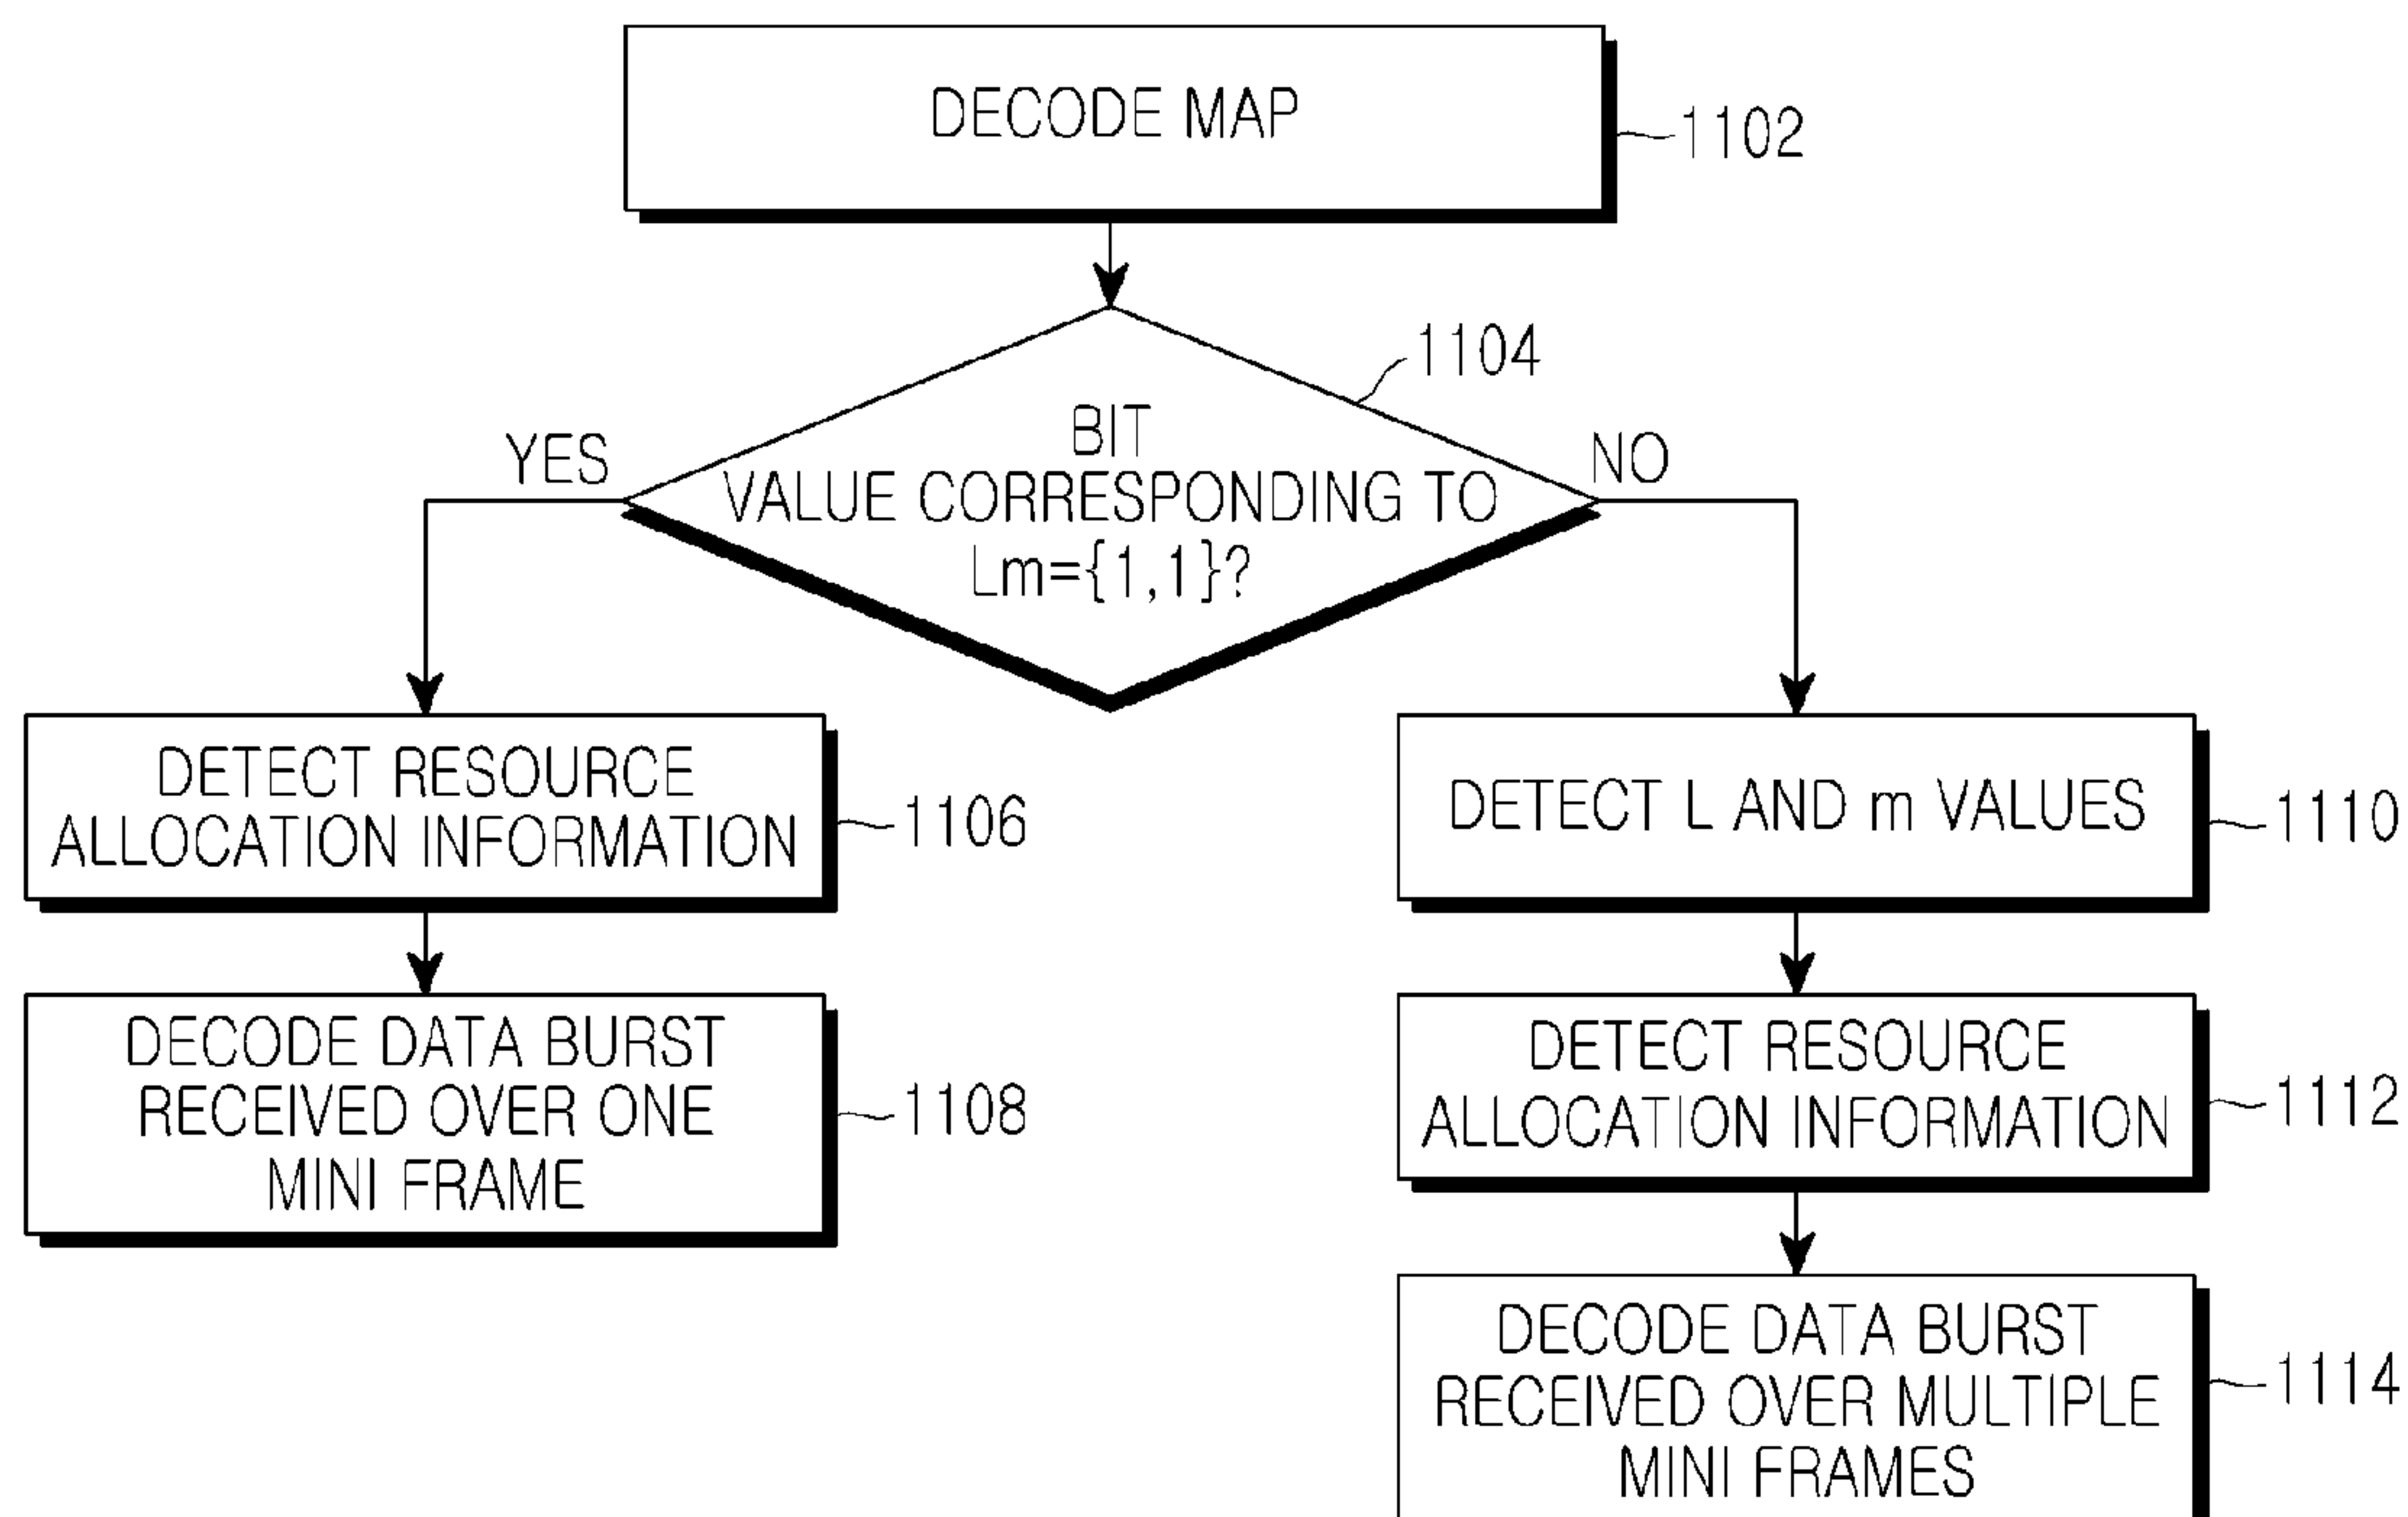 DECODE MAP
1102
1104
BIT
VALUE CORRESPONDING TO
Lm={1,1}?
YES
NO
DETECT RESOURCE
ALLOCATION INFORMATION
1106
DETECT L AND m VALUES
1110
DECODE DATA BURST
RECEIVED OVER ONE
MINI FRAME
1108
DETECT RESOURCE
ALLOCATION INFORMATION
1112
DECODE DATA BURST
RECEIVED OVER MULTIPLE
MINI FRAMES
1114